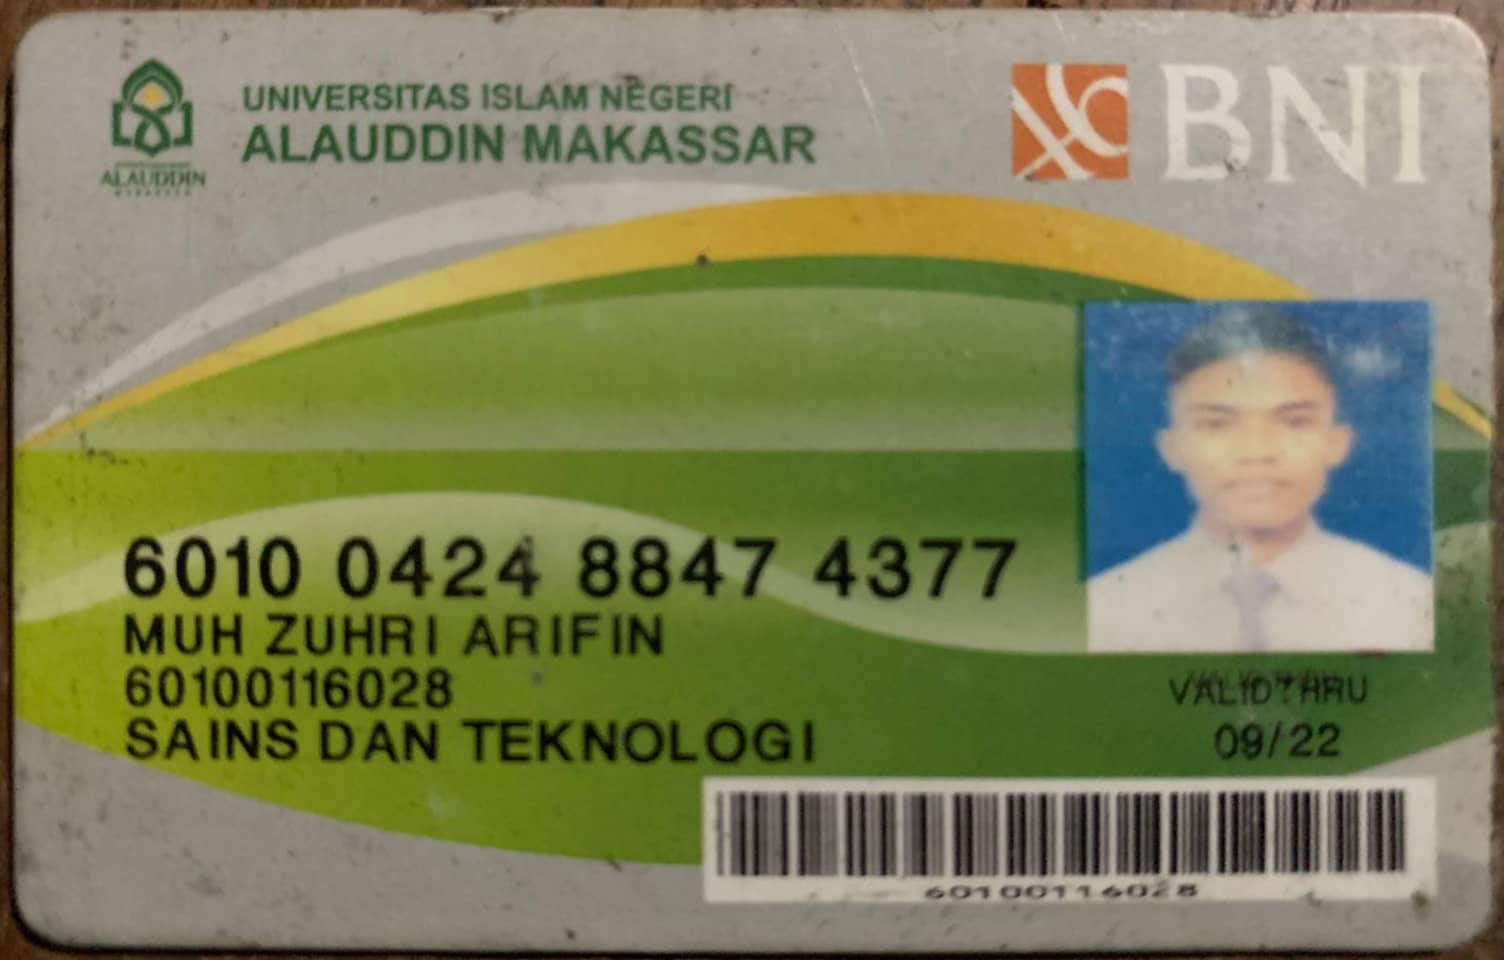 UNIVERSITAS ISLAM NEGERI
ALAUDDIN MAKASSAR
ALAUDDIN
BNI
6010 0424 8847 4377
MUH ZUHRI ARIFIN
60100116028
SAINS DAN TEKNOLOGI
VALID THRU
09/22
60100116028